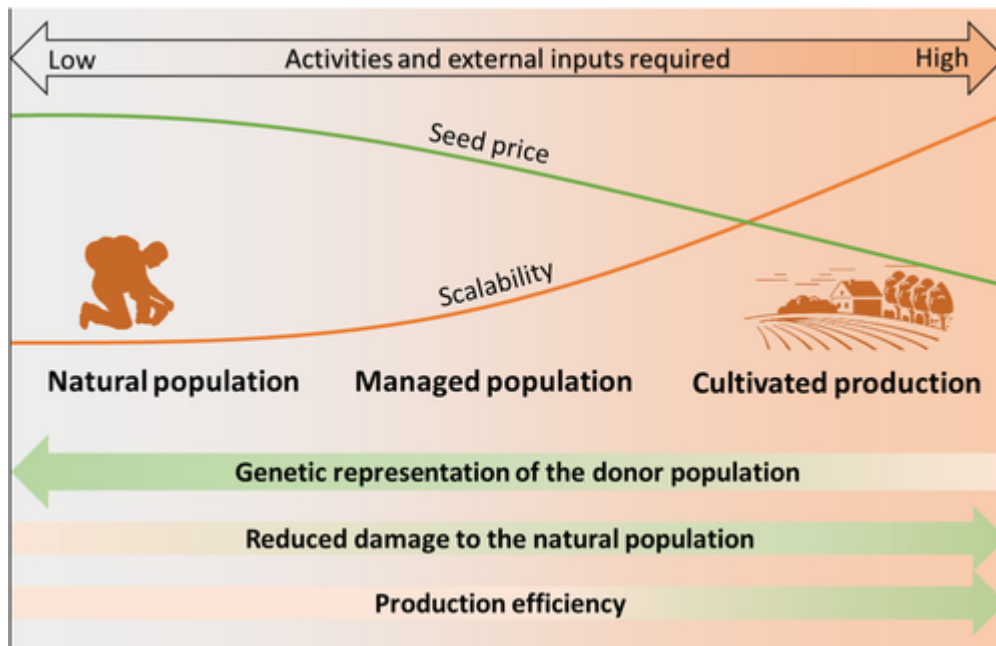 Low Activities and external inputs required High
Seed price
Scalability
Natural population Managed population Cultivated production
Genetic representation of the donor population
Reduced damage to the natural population
Production efficiency